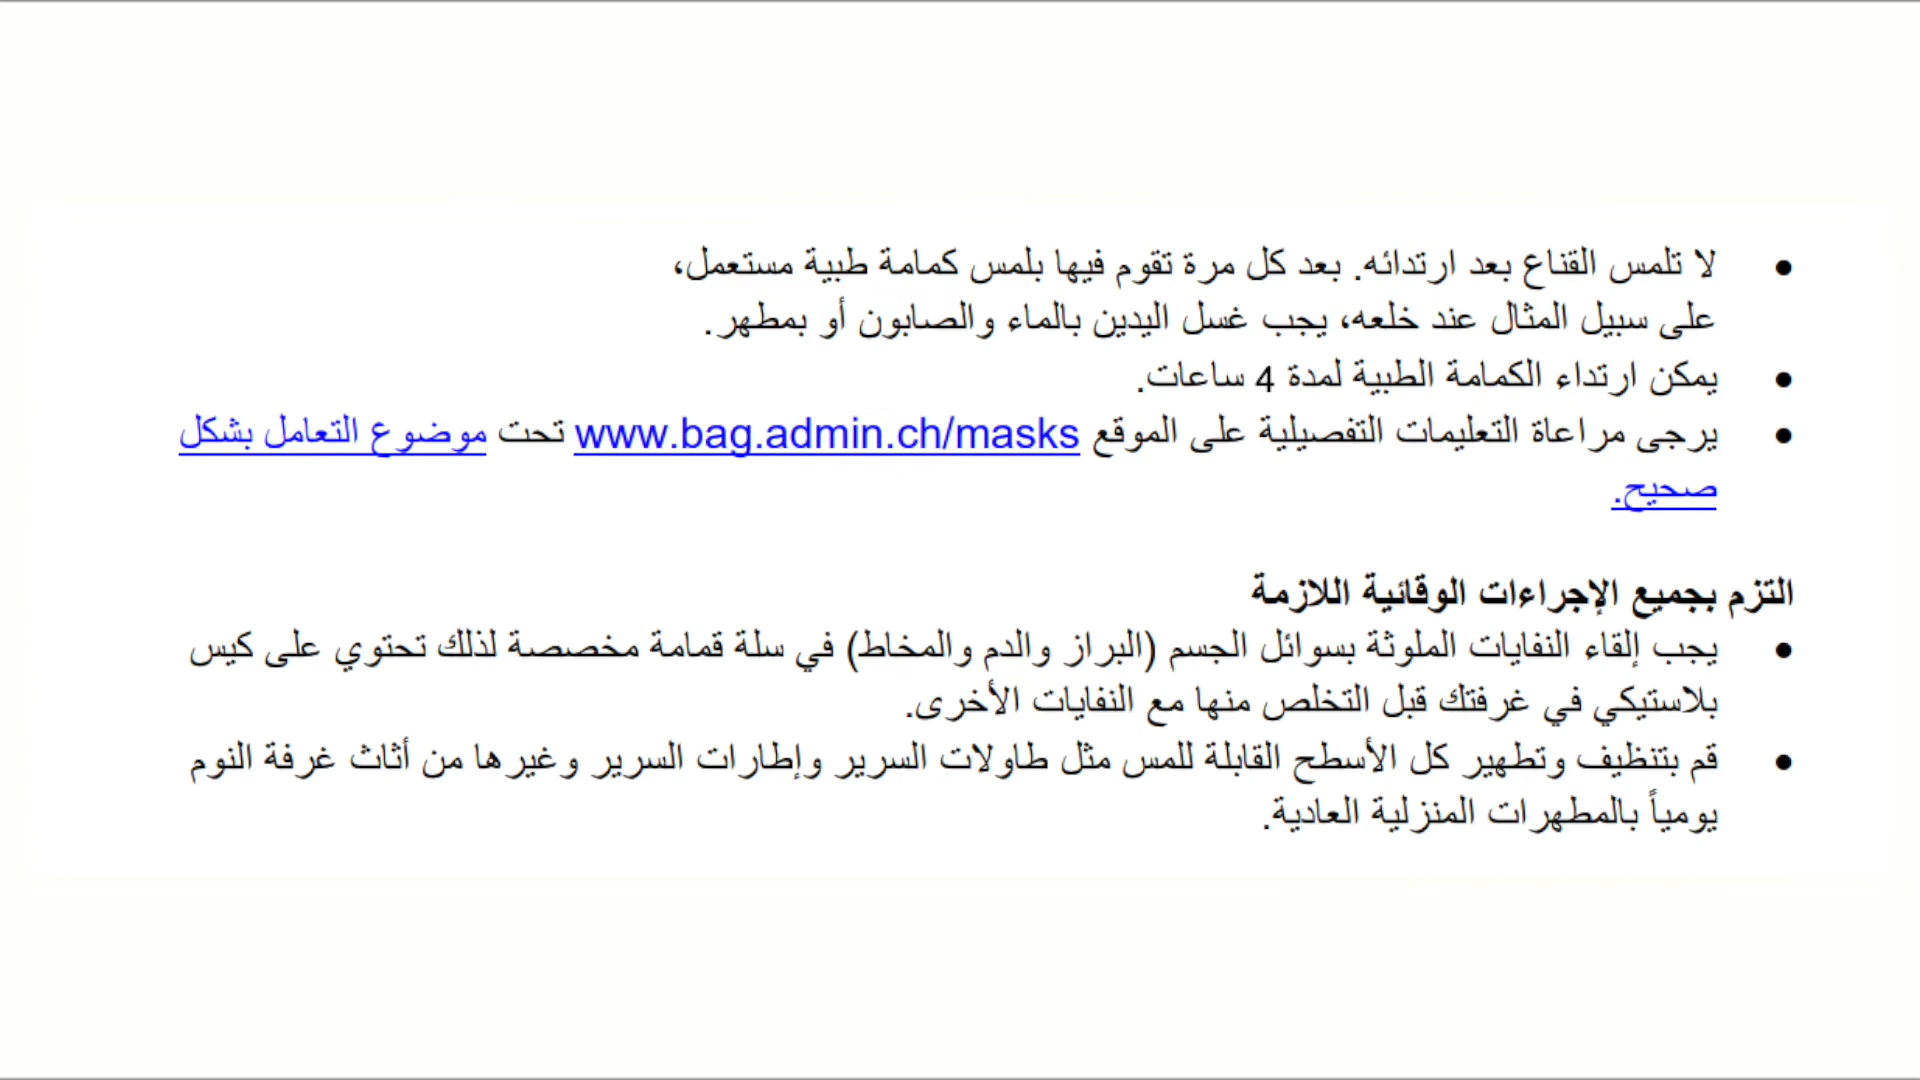 • لا تلمس القناع بعد ارتدائه. بعد كل مرة تقوم فيها بلمس كمامة طبية مستعمل،
على سبيل المثال عند خلعه، يجب غسل اليدين بالماء والصابون أو بمطهر.
• يمكن ارتداء الكمامة الطبية لمدة 4 ساعات.
• يرجى مراعاة التعليمات التفصيلية على الموقع www.bag.admin.ch/masks تحت موضوع التعامل بشكل
صحيح.
التزم بجميع الإجراءات الوقائية اللازمة
• يجب إلقاء النفايات الملوثة بسوائل الجسم (البراز والدم والمخاط) في سلة قمامة مخصصة لذلك تحتوي على كيس
بلاستيكي في غرفتك قبل التخلص منها مع النفايات الأخرى.
• قم بتنظيف وتطهير كل الأسطح القابلة للمس مثل طاولات السرير وإطارات السرير وغيرها من أثاث غرفة النوم
يومياً بالمطهرات المنزلية العادية.